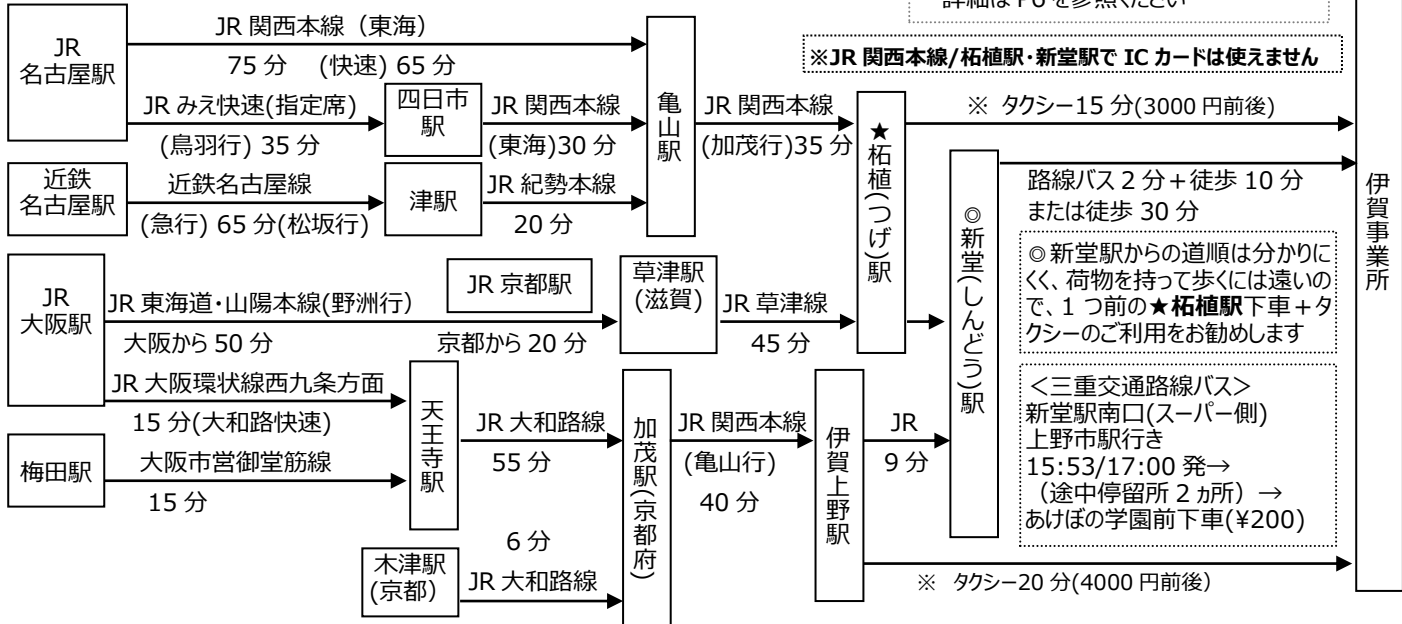 詳細は P6 を参照ください
※JR 関西本線/柘植駅・新堂駅で IC カードは使えません
JR
名古屋駅
JR 関西本線（東海）
75 分 (快速) 65 分
JR みえ快速(指定席)
(鳥羽行) 35 分
四日市
駅
JR 関西本線
(東海)30 分
亀山駅
JR 関西本線
(加茂行)35 分
★柘植(つげ)駅
※ タクシー15 分(3000 円前後)
近鉄
名古屋駅
近鉄名古屋線
(急行) 65 分(松坂行)
津駅
JR 紀勢本線
20 分
◎新堂(しんどう)駅
路線バス 2 分＋徒歩 10 分
または徒歩 30 分
伊賀事業所
◎新堂駅からの道順は分かりに
くく、荷物を持って歩くには遠いの
で、1 つ前の★柘植駅下車＋タ
クシーのご利用をお勧めします
JR
大阪駅
JR 東海道・山陽本線(野洲行)
大阪から 50 分
JR 京都駅
京都から 20 分
草津駅
(滋賀)
JR 草津線
45 分
JR 大阪環状線西九条方面
15 分(大和路快速)
梅田駅
大阪市営御堂筋線
15 分
天王寺駅
JR 大和路線
55 分
加茂駅(京都府)
JR 関西本線
(亀山行)
40 分
伊賀上野駅
JR
9 分
＜三重交通路線バス＞
新堂駅南口(スーパー側)
上野市駅行き
15:53/17:00 発→
（途中停留所 2 ヵ所）→
あけぼの学園前下車(¥200)
木津駅
(京都）
6 分
JR 大和路線
※ タクシー20 分(4000 円前後)